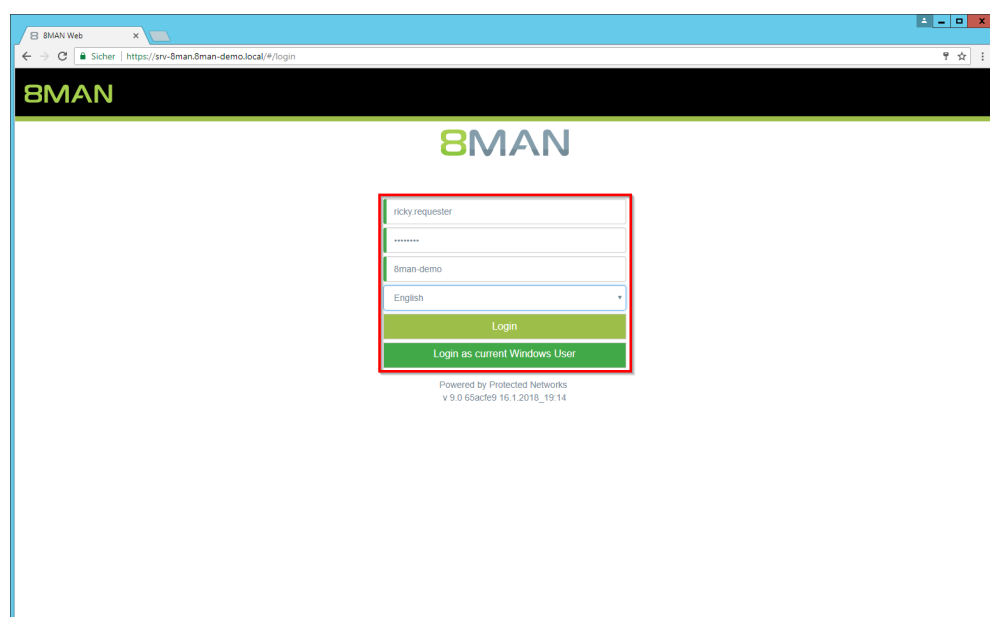 8MAN Web
Sicher | https://srv-8man.8man-demo.local/#/login
8MAN
8MAN
ricky.requester
••••••••
8man-demo
English
Login
Login as current Windows User
Powered by Protected Networks
v 9.0 65acfe9 16.1.2018_19:14